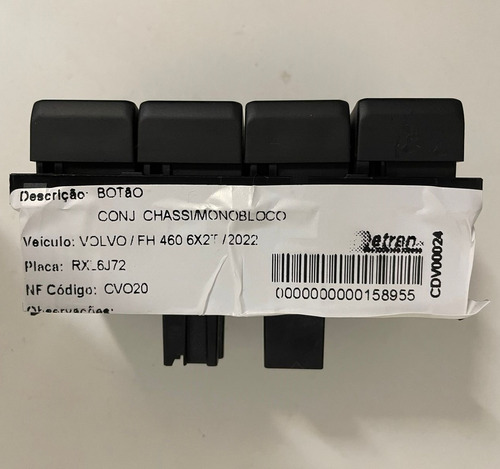 Descrição: BOTÃO
CONJ CHASSI/MONOBLOCO
Veículo: VOLVO / FH 460 6X2T / 2022
Placa: RXL6J72
NF Código: CVO20
Observações:
Detran
0000000000158955
CDV00024